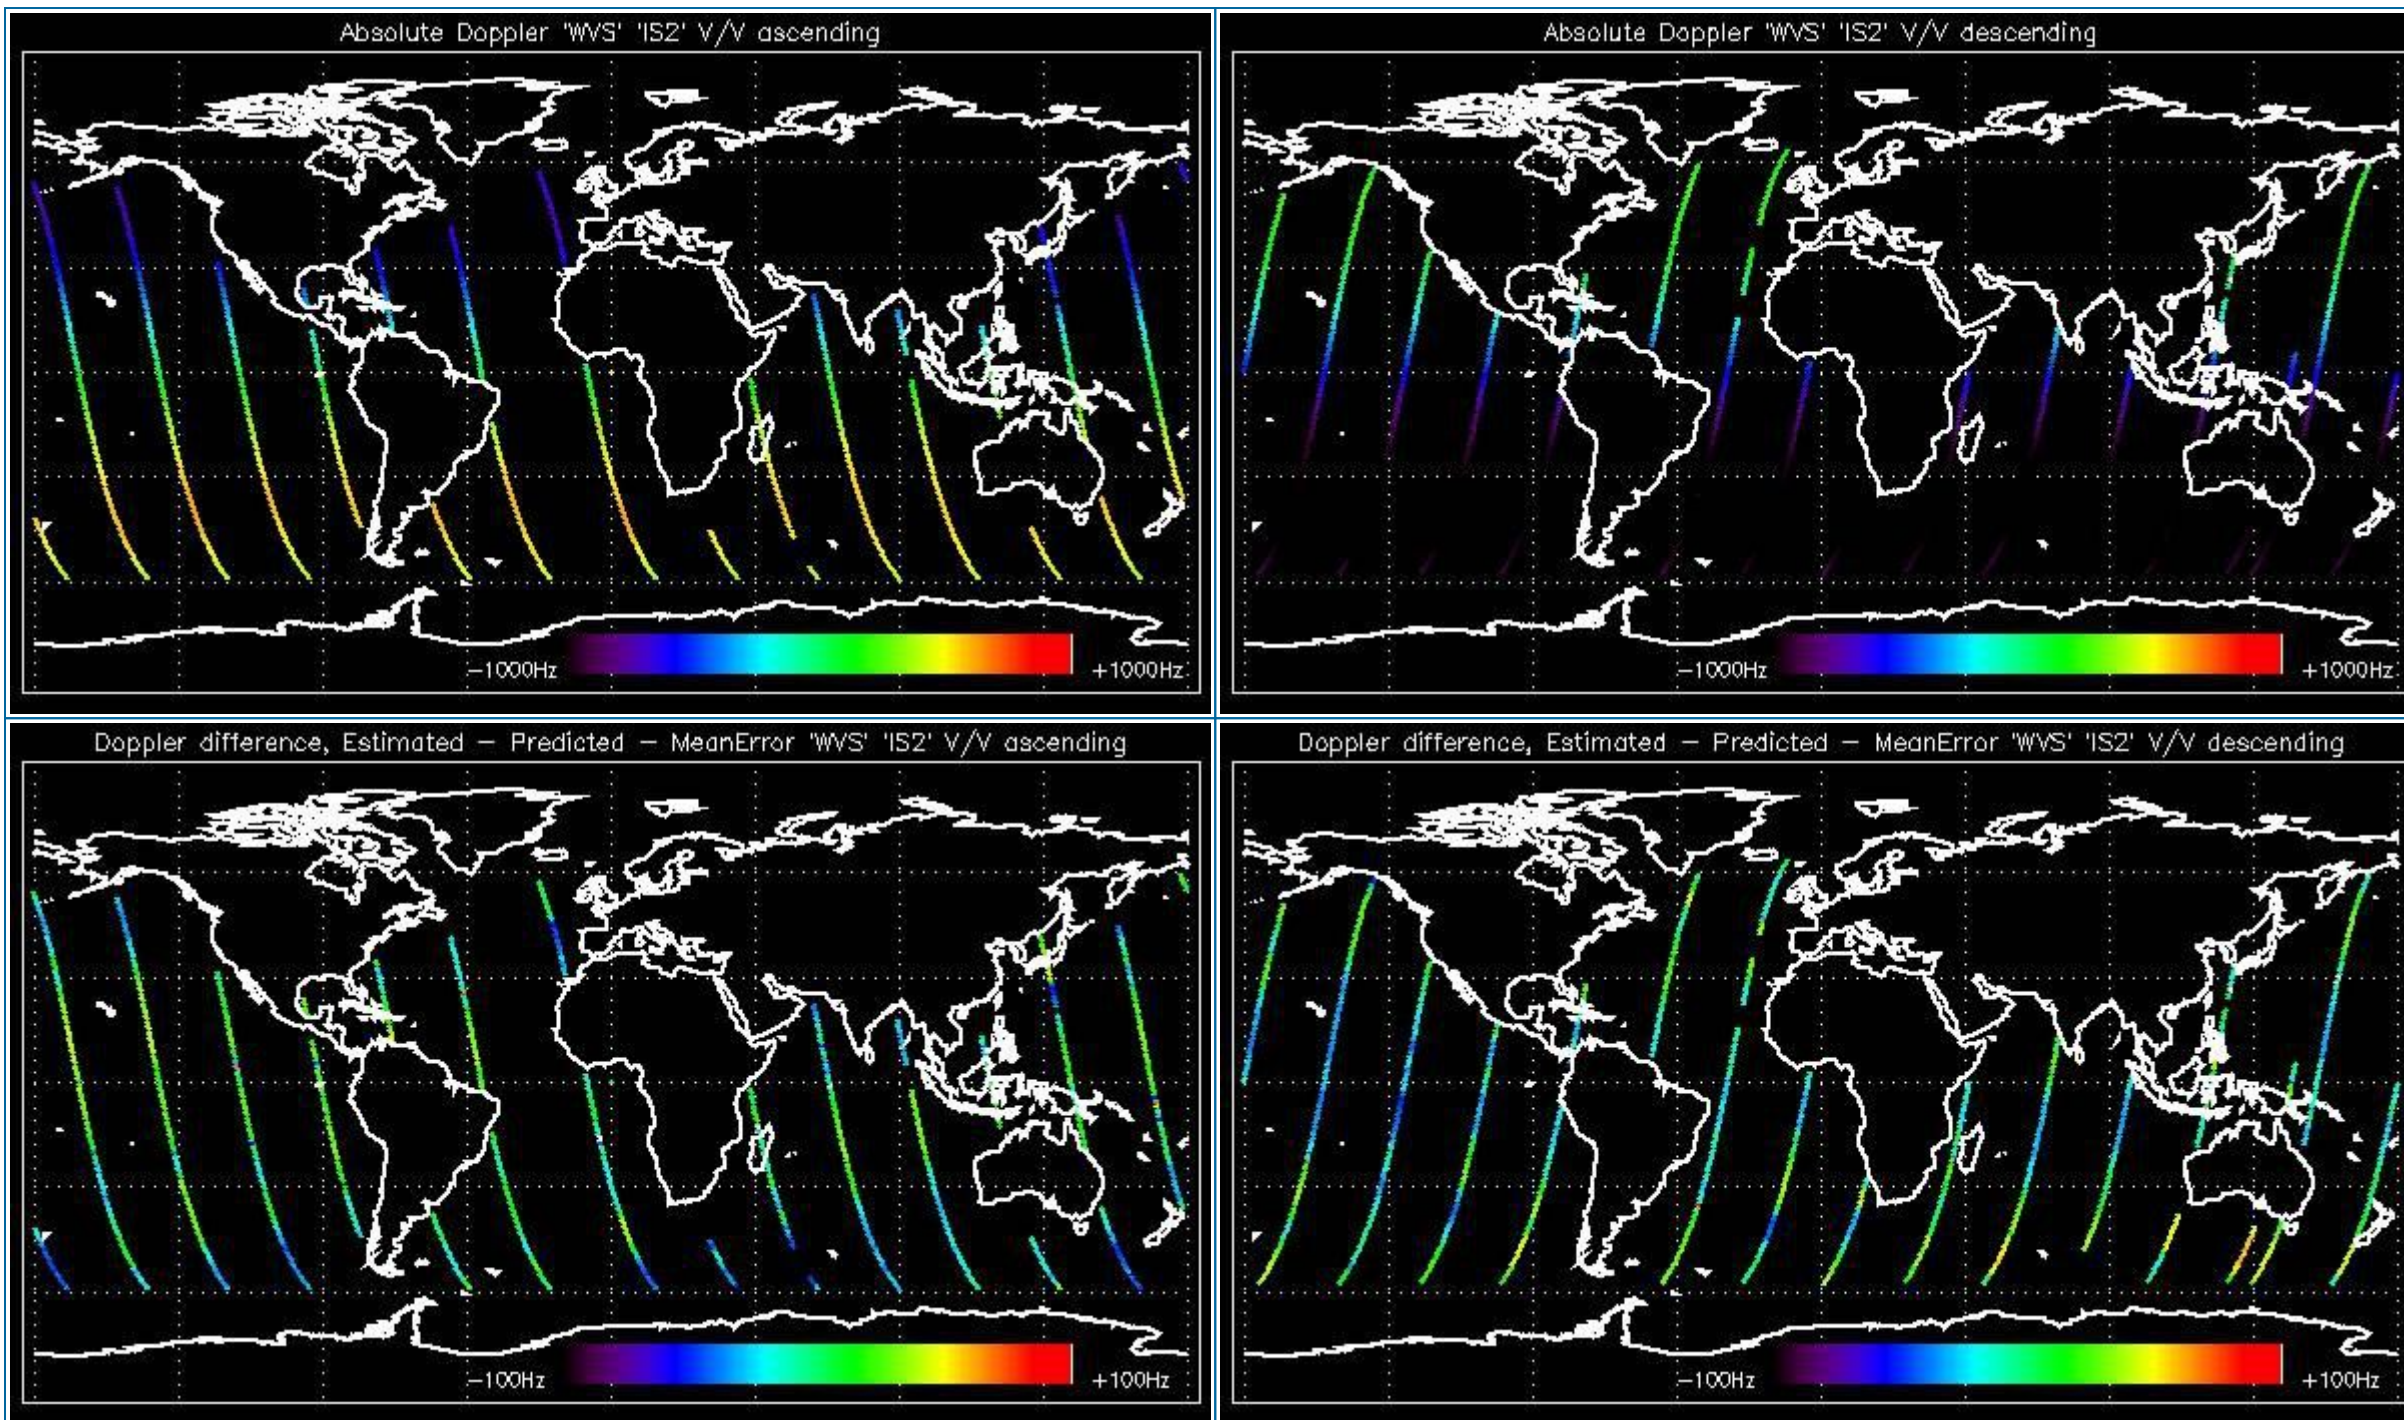 Absolute Doppler 'WVS' 'IS2' V/V ascending
−1000Hz
+1000Hz
Absolute Doppler 'WVS' 'IS2' V/V descending
−1000Hz
+1000Hz
Doppler difference, Estimated − Predicted − MeanError 'WVS' 'IS2' V/V ascending
−100Hz
+100Hz
Doppler difference, Estimated − Predicted − MeanError 'WVS' 'IS2' V/V descending
−100Hz
+100Hz